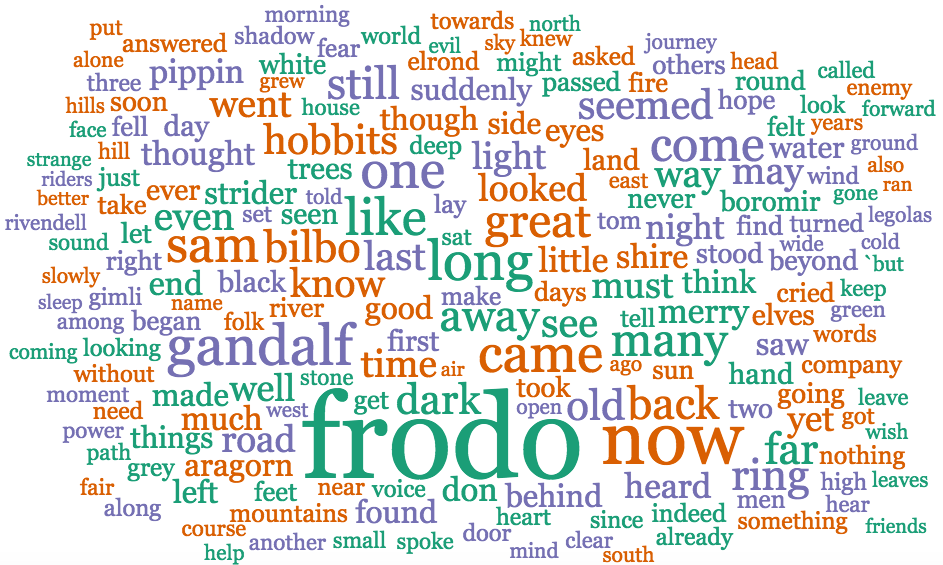 morning
put shadow towards north
answered fear world evil sky knew journey
alone white elrond might asked others head
three pippin grew still suddenly passed fire round called
hills soon went house seemed hope look enemy forward
face fell day hobbits though side eyes felt years
strange hill thought deep light land come water ground
riders just trees one looked east way may wind also
better take ever strider told lay never boromir gone ran
rivendell even set seen like great tom night find turned legolas
sound let sat wide cold
right sam bilbo last long little shire stood beyond `but
slowly end black know must think
sleep gimli name river good make days cried keep
among began folk away see tell merry elves green
coming looking gandalf first came many saw words
without time air ago sun company
moment made well stone get dark took hand going leave
need much west open old back two yet got
power things road frodo now far wish
path nothing
grey aragorn ring
fair left feet near voice don behind heard high leaves
along mountains found men hear
course heart since indeed something friends
help another small spoke door mind clear already
south